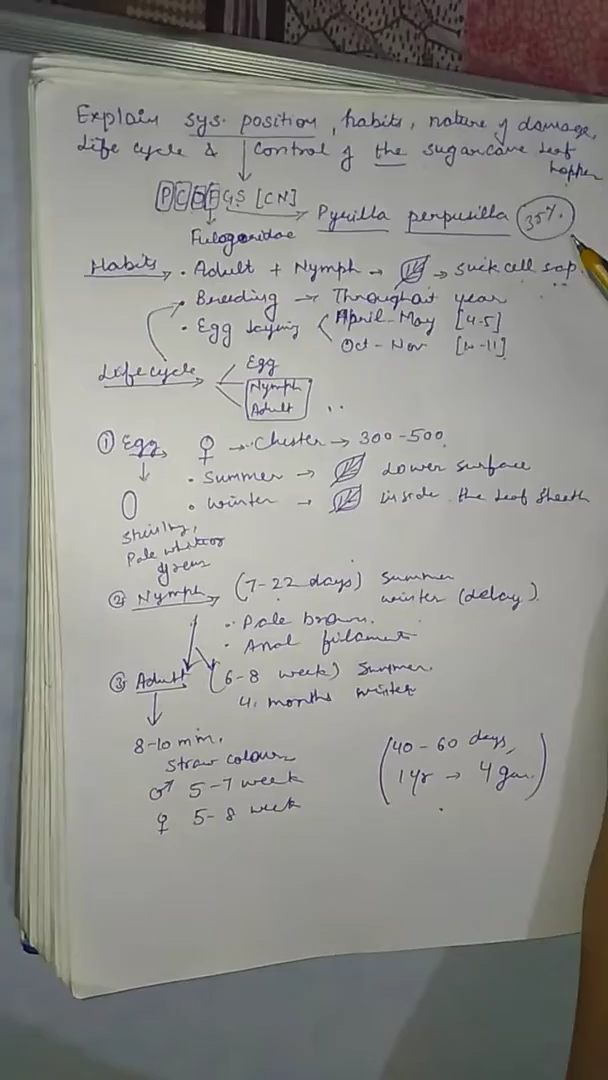 Explain sys. position, habits, nature of damage,
Life cycle & control of the sugarcane leaf
hopper
PCOFGS [CN] → Pyrilla perpusilla 35%
Fulogoridae
Habits → • Adult + Nymph → → suck cell sap.
• Breeding → Throughout year
• Egg laying < April-May [4-5]
Oct-Nov [10-11]
Lifecycle → Egg
Nymph
Adult
① Egg → ♀ → Cluster → 300-500
• Summer → Lower surface
• Winter → inside the leaf sheath
Pale white or
green
② Nymph → (7-22 days) Summer
winter (delay)
• Pale brown.
• Anal filament
③ Adult (6-8 week) Summer.
4 months winter
8-10 mm.
Straw colour
♂ 5-7 week
♀ 5-8 week
(40-60 days,
1 yr → 4 gen.)